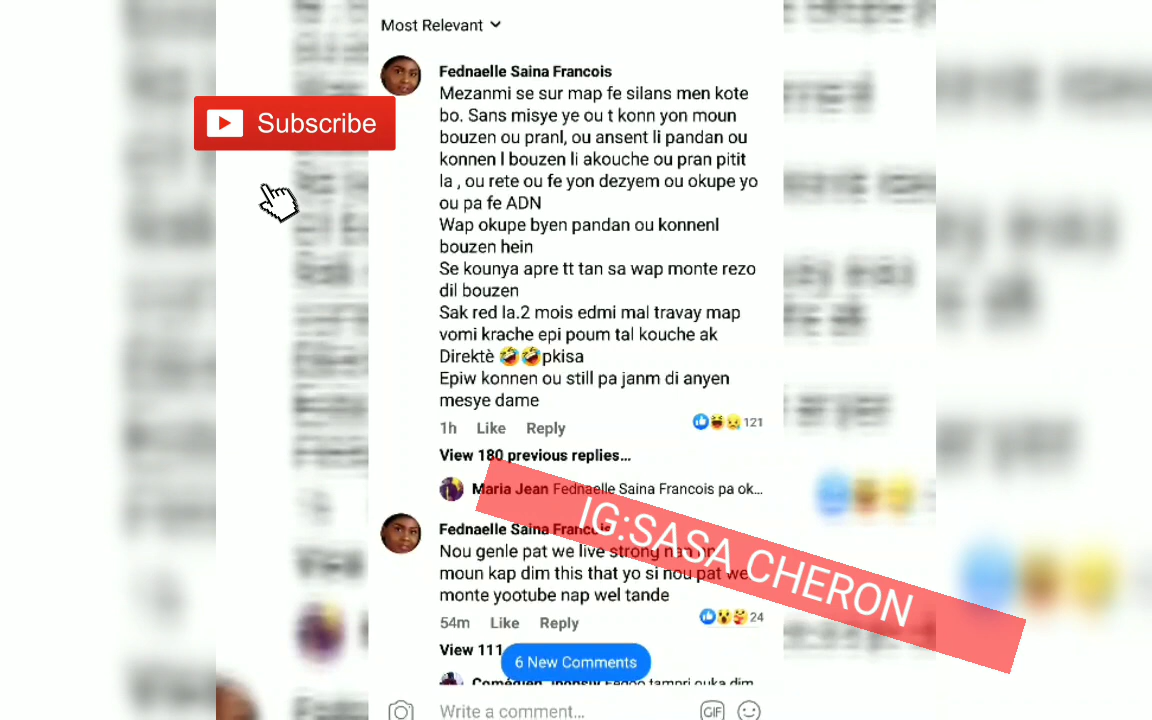 Most Relevant
Subscribe
Fednaelle Saina Francois
Mezanmi se sur map fe silans men kote
bo. Sans misye ye ou t konn yon moun
bouzen ou pranl, ou ansent li pandan ou
konnen l bouzen li akouche ou pran pitit
la , ou rete ou fe yon dezyem ou okupe yo
ou pa fe ADN
Wap okupe byen pandan ou konnenl
bouzen hein
Se kounya apre tt tan sa wap monte rezo
dil bouzen
Sak red la.2 mois edmi mal travay map
vomi krache epi poum tal kouche ak
Direktè 🤣🤣pkisa
Epiw konnen ou still pa janm di anyen
mesye dame
1h Like Reply 121
View 180 previous replies...
Maria Jean Fednaelle Saina Francois pa ok...
IG:SASA CHERON
Fednaelle Saina Francois
Nou genle pat we live strong nan
moun kap dim this that yo si nou pat we
monte yootube nap wel tande
54m Like Reply 24
View 111
6 New Comments
Write a comment...
GIF